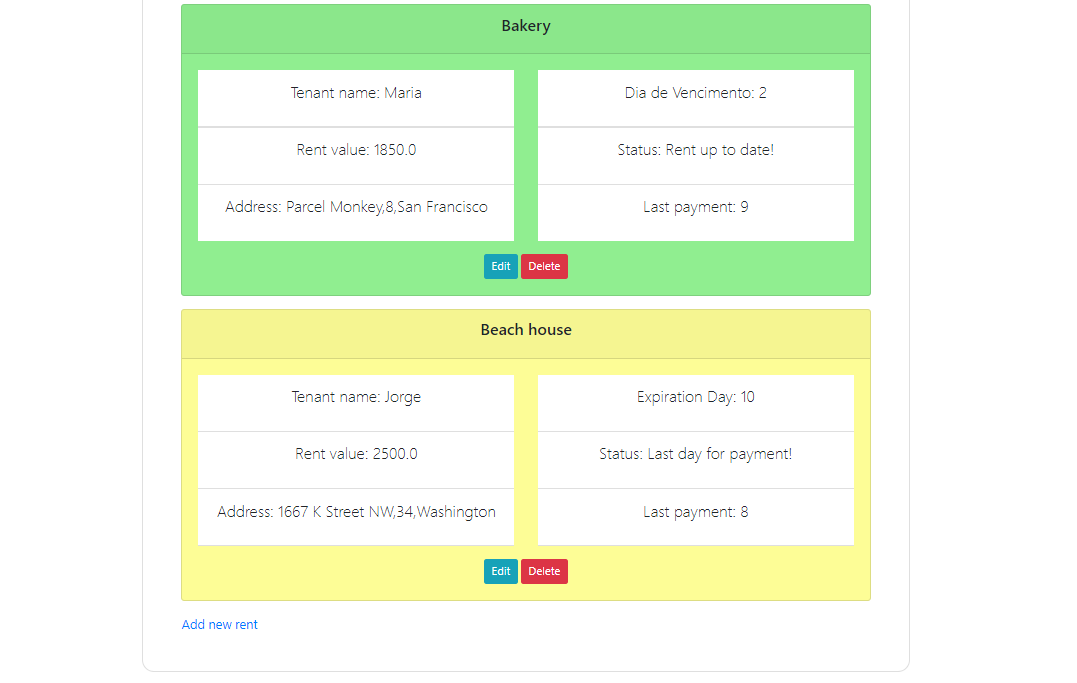 Bakery
Tenant name: Maria
Rent value: 1850.0
Address: Parcel Monkey,8,San Francisco
Dia de Vencimento: 2
Status: Rent up to date!
Last payment: 9
Edit Delete
Beach house
Tenant name: Jorge
Rent value: 2500.0
Address: 1667 K Street NW,34,Washington
Expiration Day: 10
Status: Last day for payment!
Last payment: 8
Edit Delete
Add new rent